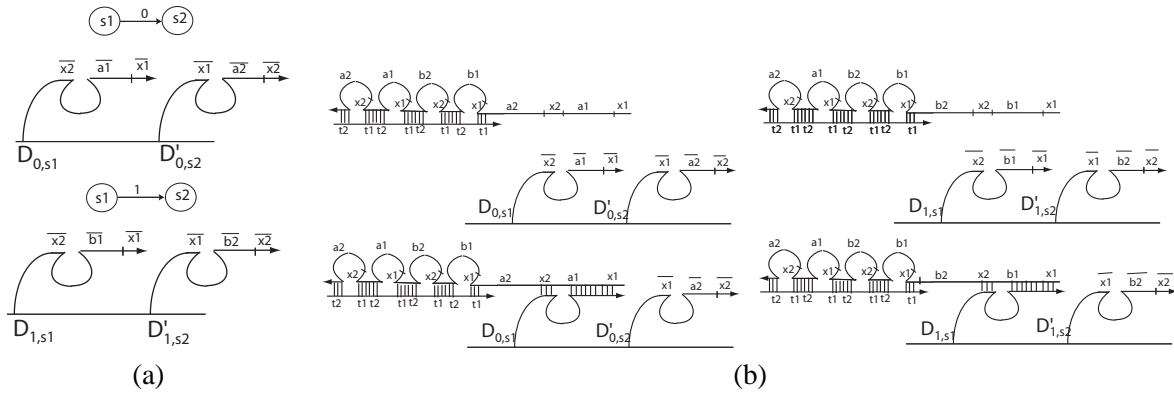 s1 0 s2
x2 a1 x1 x1 a2 x2
D0,s1 D'0,s2
s1 1 s2
x2 b1 x1 x1 b2 x2
D1,s1 D'1,s2
(a)
a2 a1 b2 b1
x2 x1 x2 x1 a2 x2 a1 x1
t2 t1 t2 t1 t2 t1 t2 t1
x2 a1 x1 x1 a2 x2
D0,s1 D'0,s2
a2 a1 b2 b1
x2 x1 x2 x1 a2 x2 a1 x1
t2 t1 t2 t1 t2 t1 t2 t1
x1 a2 x2
D0,s1 D'0,s2
a2 a1 b2 b1
x2 x1 x2 x1 b2 x2 b1 x1
t2 t1 t2 t1 t2 t1 t2 t1
x2 b1 x1 x1 b2 x2
D1,s1 D'1,s2
a2 a1 b2 b1
x2 x1 x2 x1 b2 x2 b1 x1
t2 t1 t2 t1 t2 t1 t2 t1
x1 b2 x2
D1,s1 D'1,s2
(b)